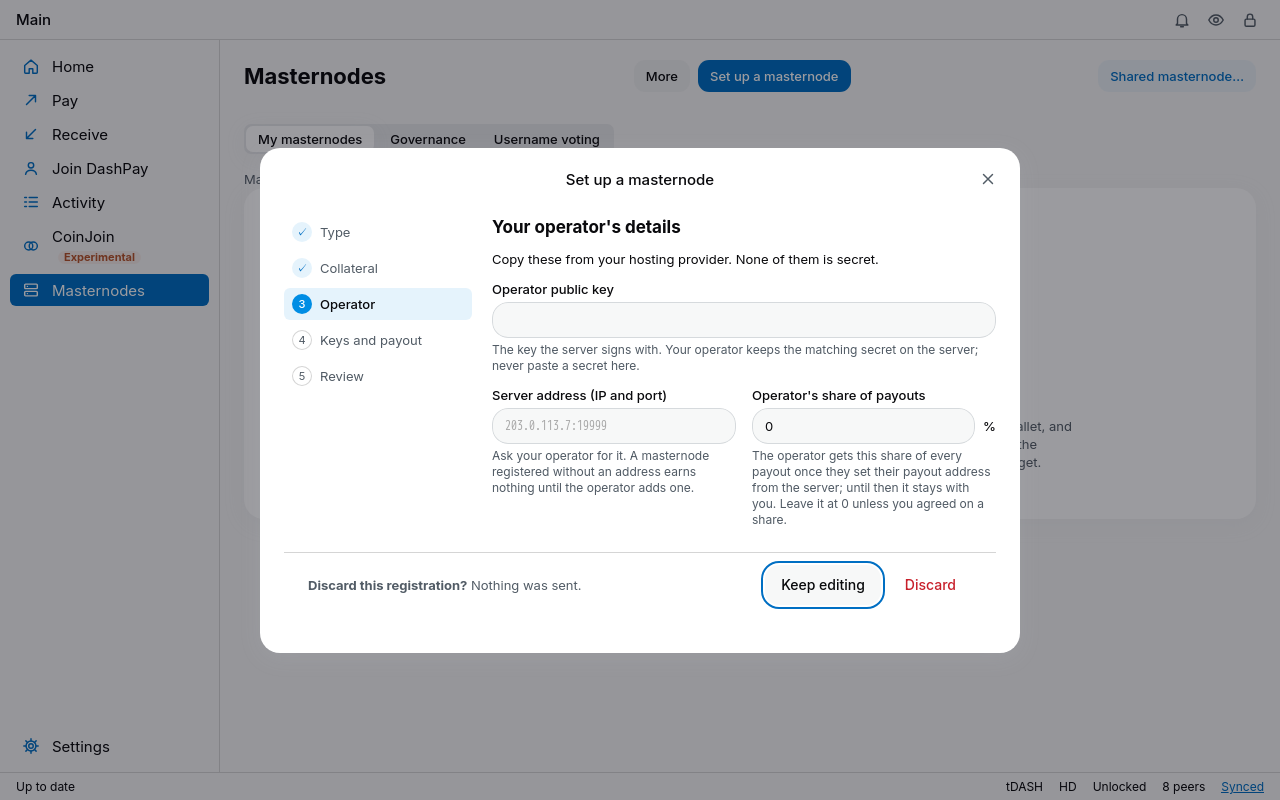 Main
Home
Pay
Receive
Join DashPay
Activity
CoinJoin
Experimental
Masternodes
Settings
Masternodes
More
Set up a masternode
Shared masternode...
My masternodes
Governance
Username voting
Ma
allet, and
the
get.
Set up a masternode
✓ Type
✓ Collateral
3 Operator
4 Keys and payout
5 Review
Your operator's details
Copy these from your hosting provider. None of them is secret.
Operator public key
The key the server signs with. Your operator keeps the matching secret on the server;
never paste a secret here.
Server address (IP and port)
203.0.113.7:19999
Ask your operator for it. A masternode
registered without an address earns
nothing until the operator adds one.
Operator's share of payouts
0 %
The operator gets this share of every
payout once they set their payout address
from the server; until then it stays with
you. Leave it at 0 unless you agreed on a
share.
Discard this registration? Nothing was sent.
Keep editing
Discard
Up to date
tDASH
HD
Unlocked
8 peers
Synced